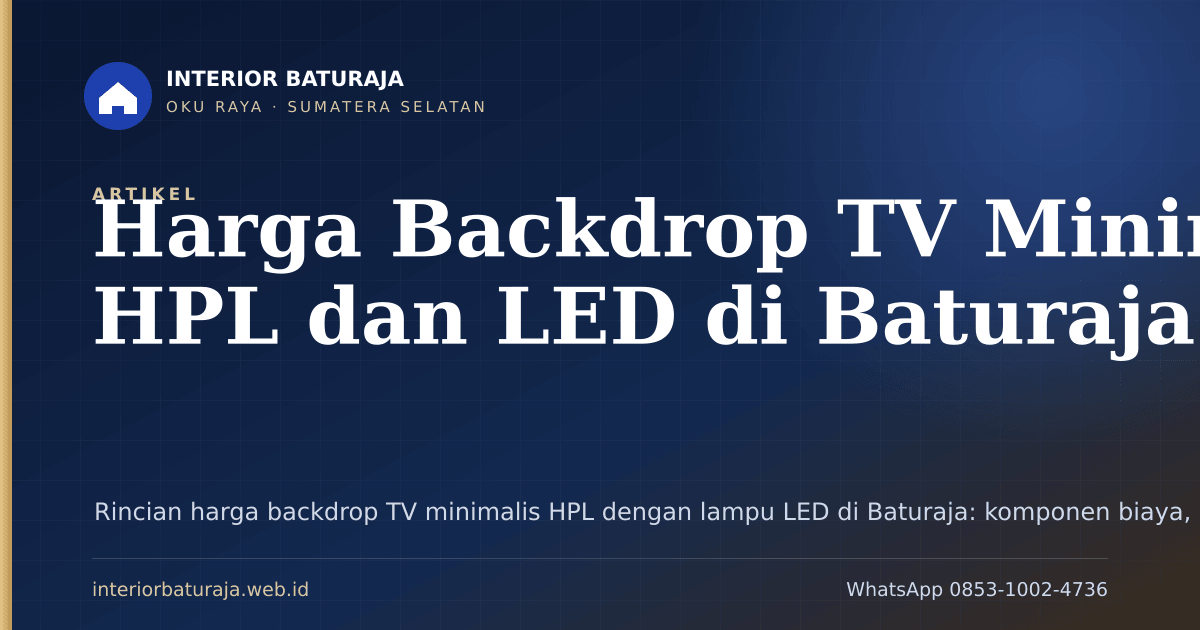 INTERIOR BATURAJA
OKU RAYA · SUMATERA SELATAN
ARTIKEL
Harga Backdrop TV
HPL dan LED di Baturaja
Rincian harga backdrop TV minimalis HPL dengan lampu LED di Baturaja: komponen biaya,
interiorbaturaja.web.id
WhatsApp 0853-1002-4736